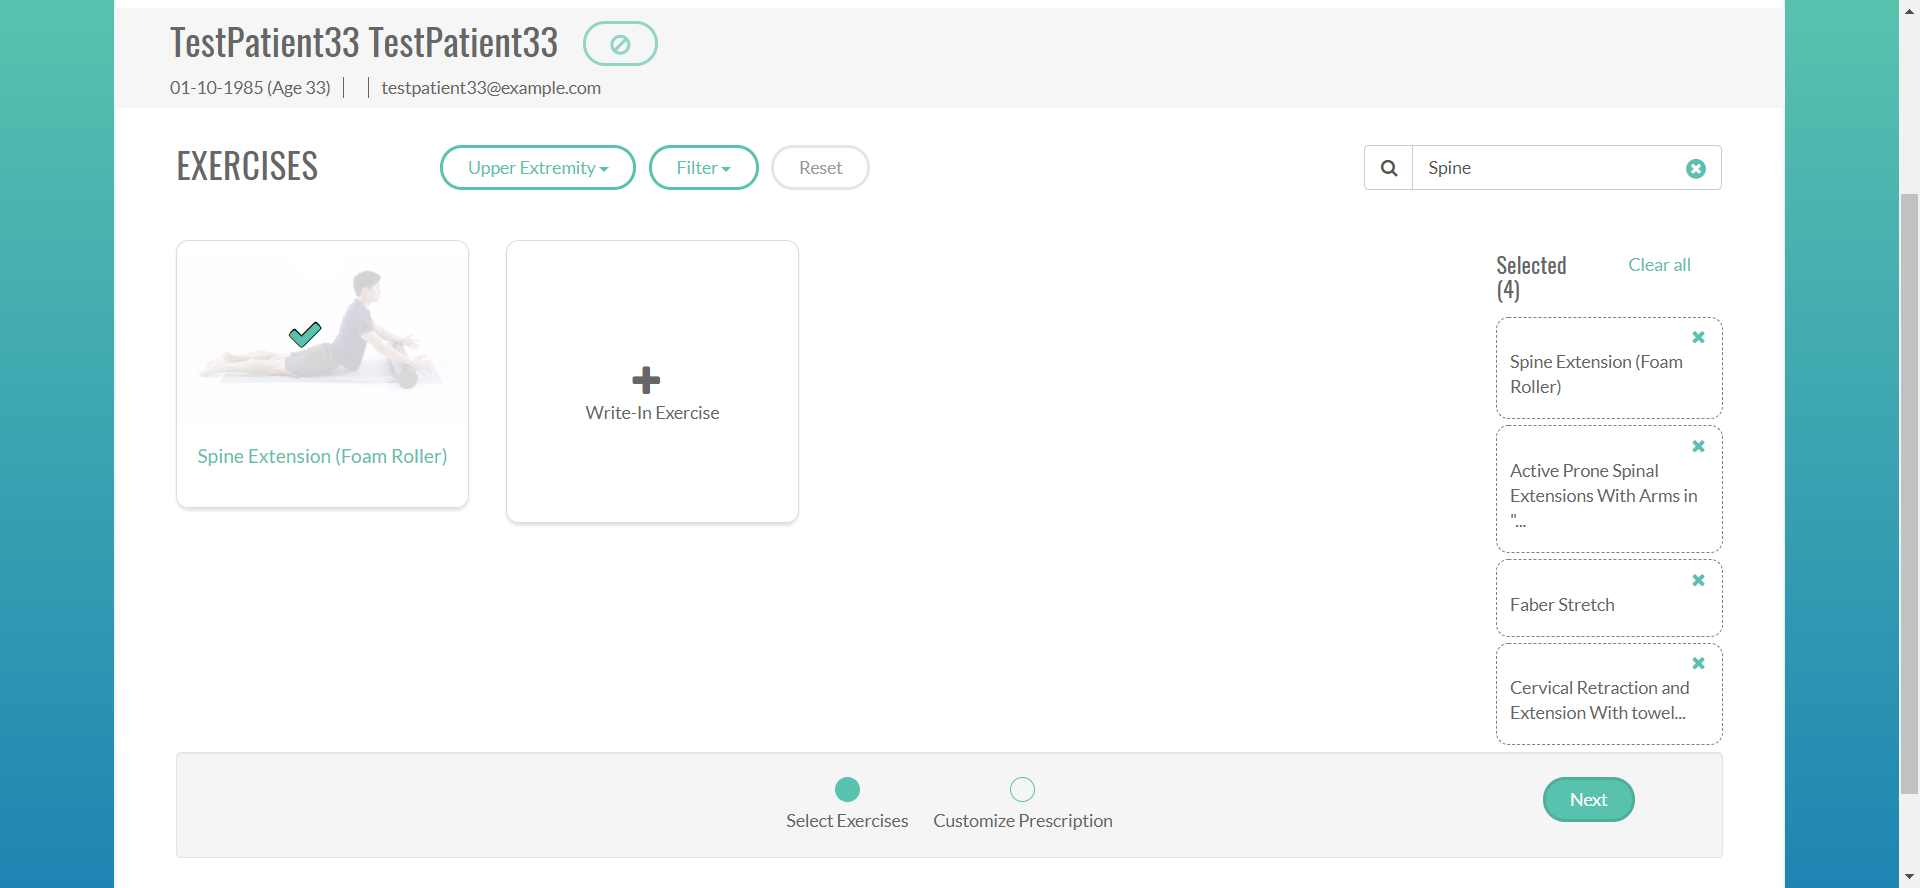 TestPatient33 TestPatient33
01-10-1985 (Age 33) | | testpatient33@example.com
EXERCISES
Upper Extremity
Filter
Reset
Spine
Spine Extension (Foam Roller)
Write-In Exercise
Selected
(4)
Clear all
Spine Extension (Foam
Roller)
Active Prone Spinal
Extensions With Arms in
"...
Faber Stretch
Cervical Retraction and
Extension With towel...
Select Exercises
Customize Prescription
Next